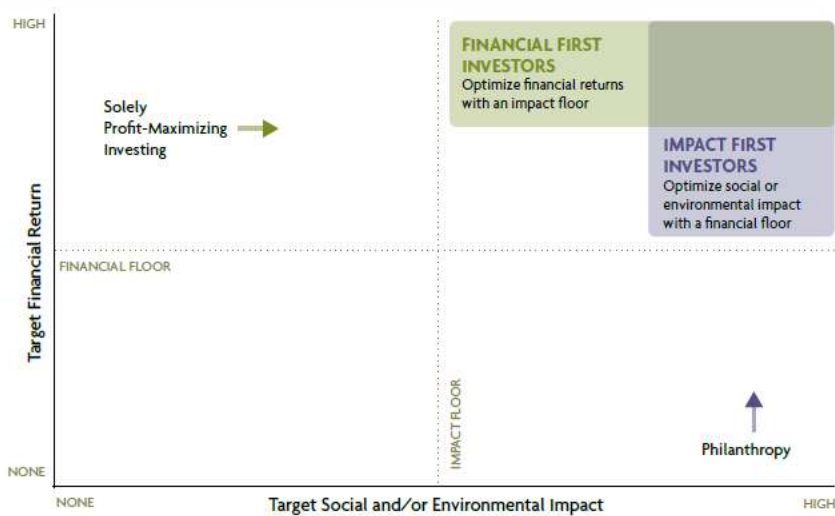 HIGH
FINANCIAL FIRST
INVESTORS
Optimize financial returns
with an impact floor
Solely
Profit-Maximizing
Investing
IMPACT FIRST
INVESTORS
Optimize social or
environmental impact
with a financial floor
Target Financial Return
FINANCIAL FLOOR
IMPACT FLOOR
Philanthropy
NONE
NONE
Target Social and/or Environmental Impact
HIGH